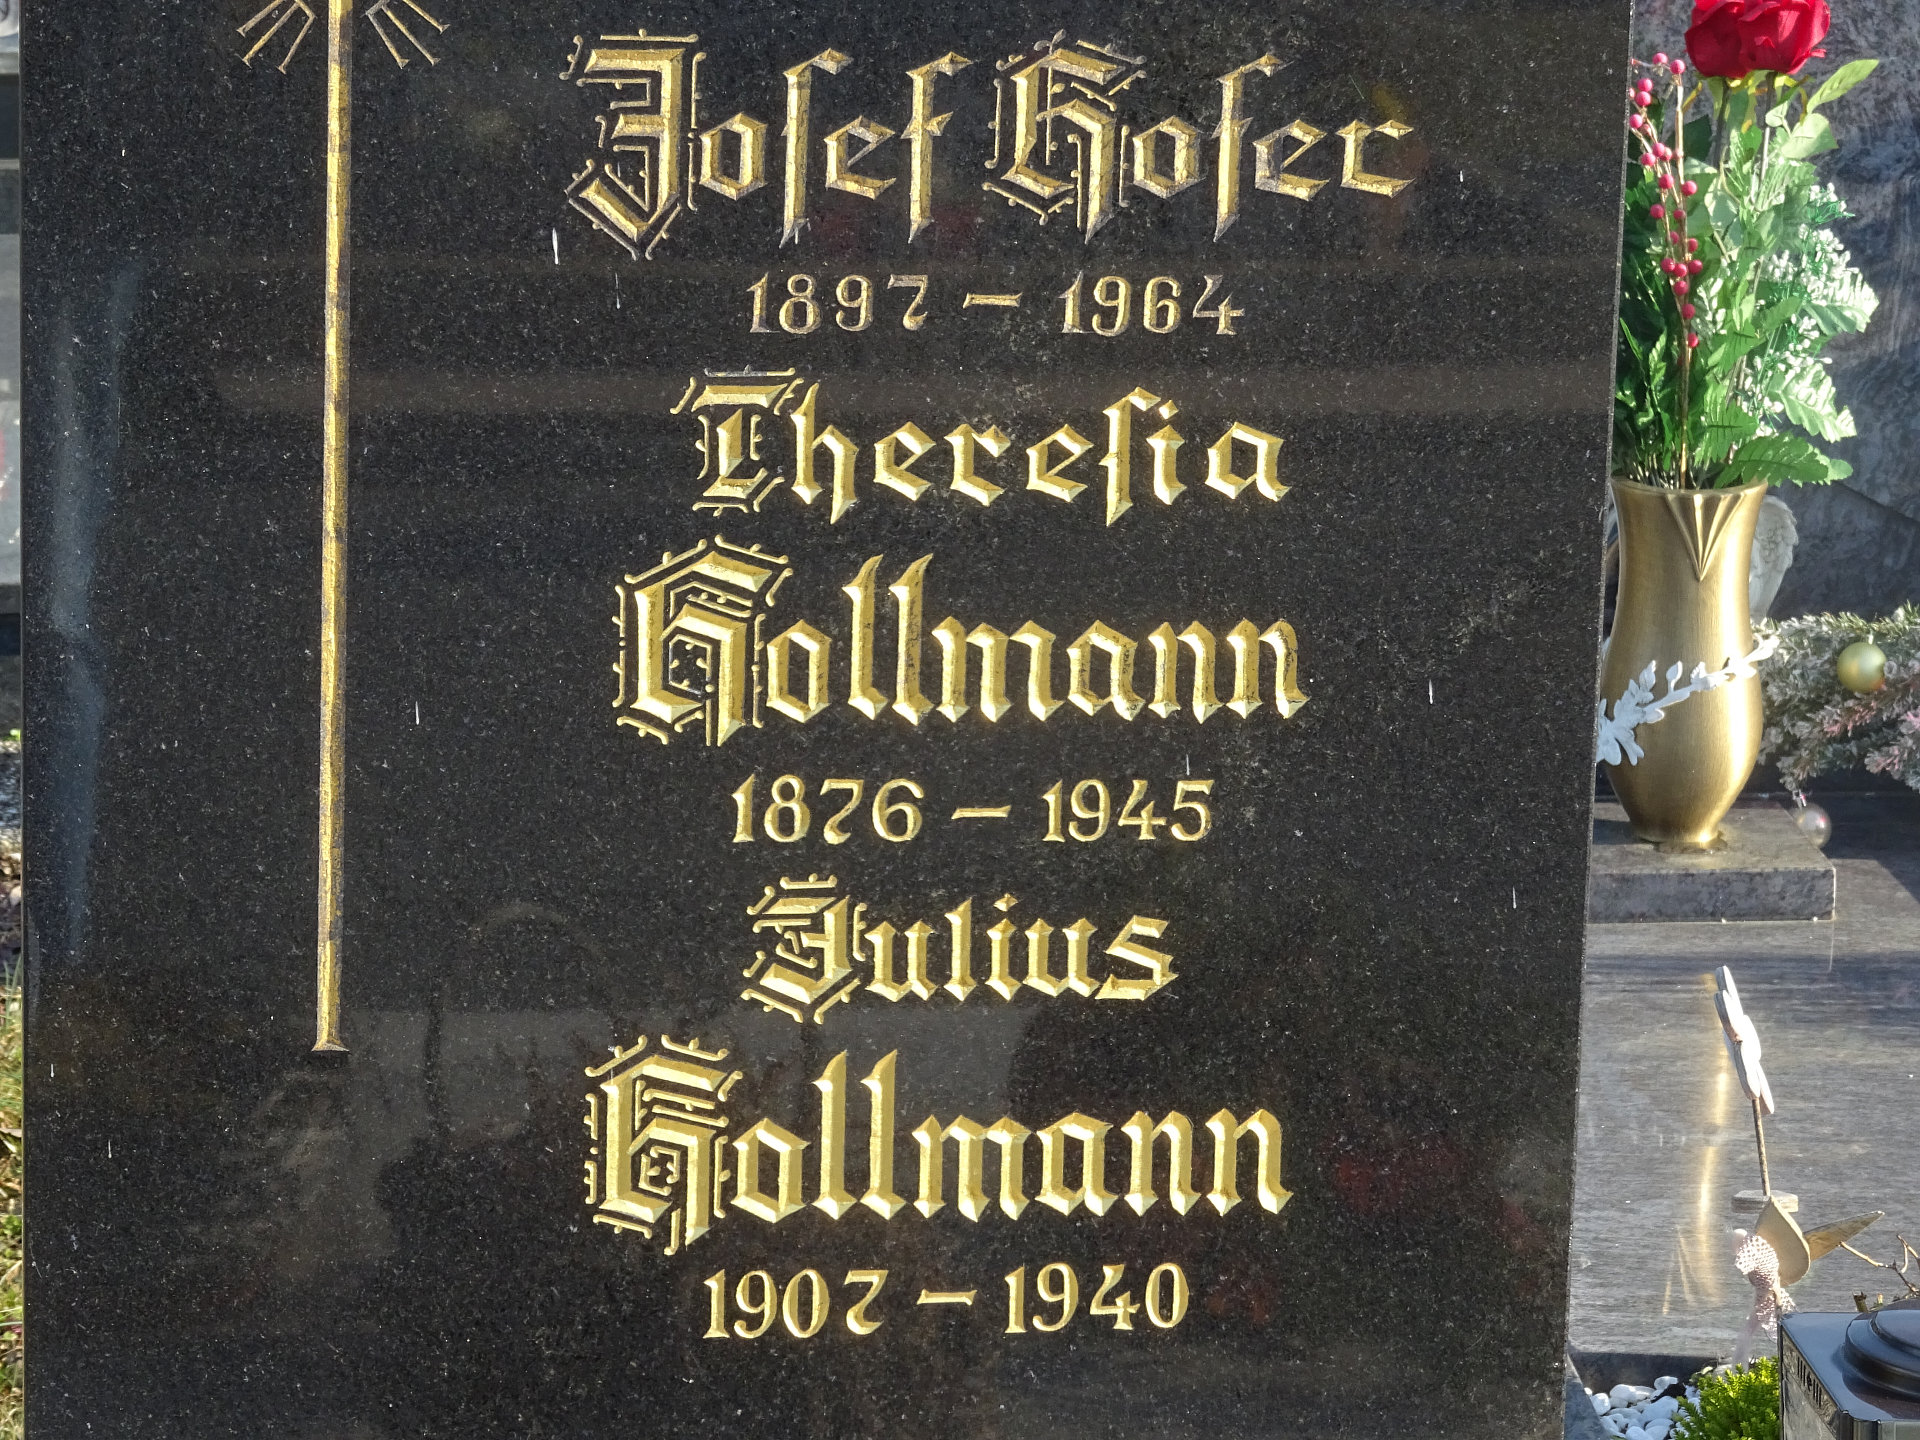 Josef Hofer
1897 – 1964
Theresia
Hollmann
1876 – 1945
Julius
Hollmann
1907 – 1940